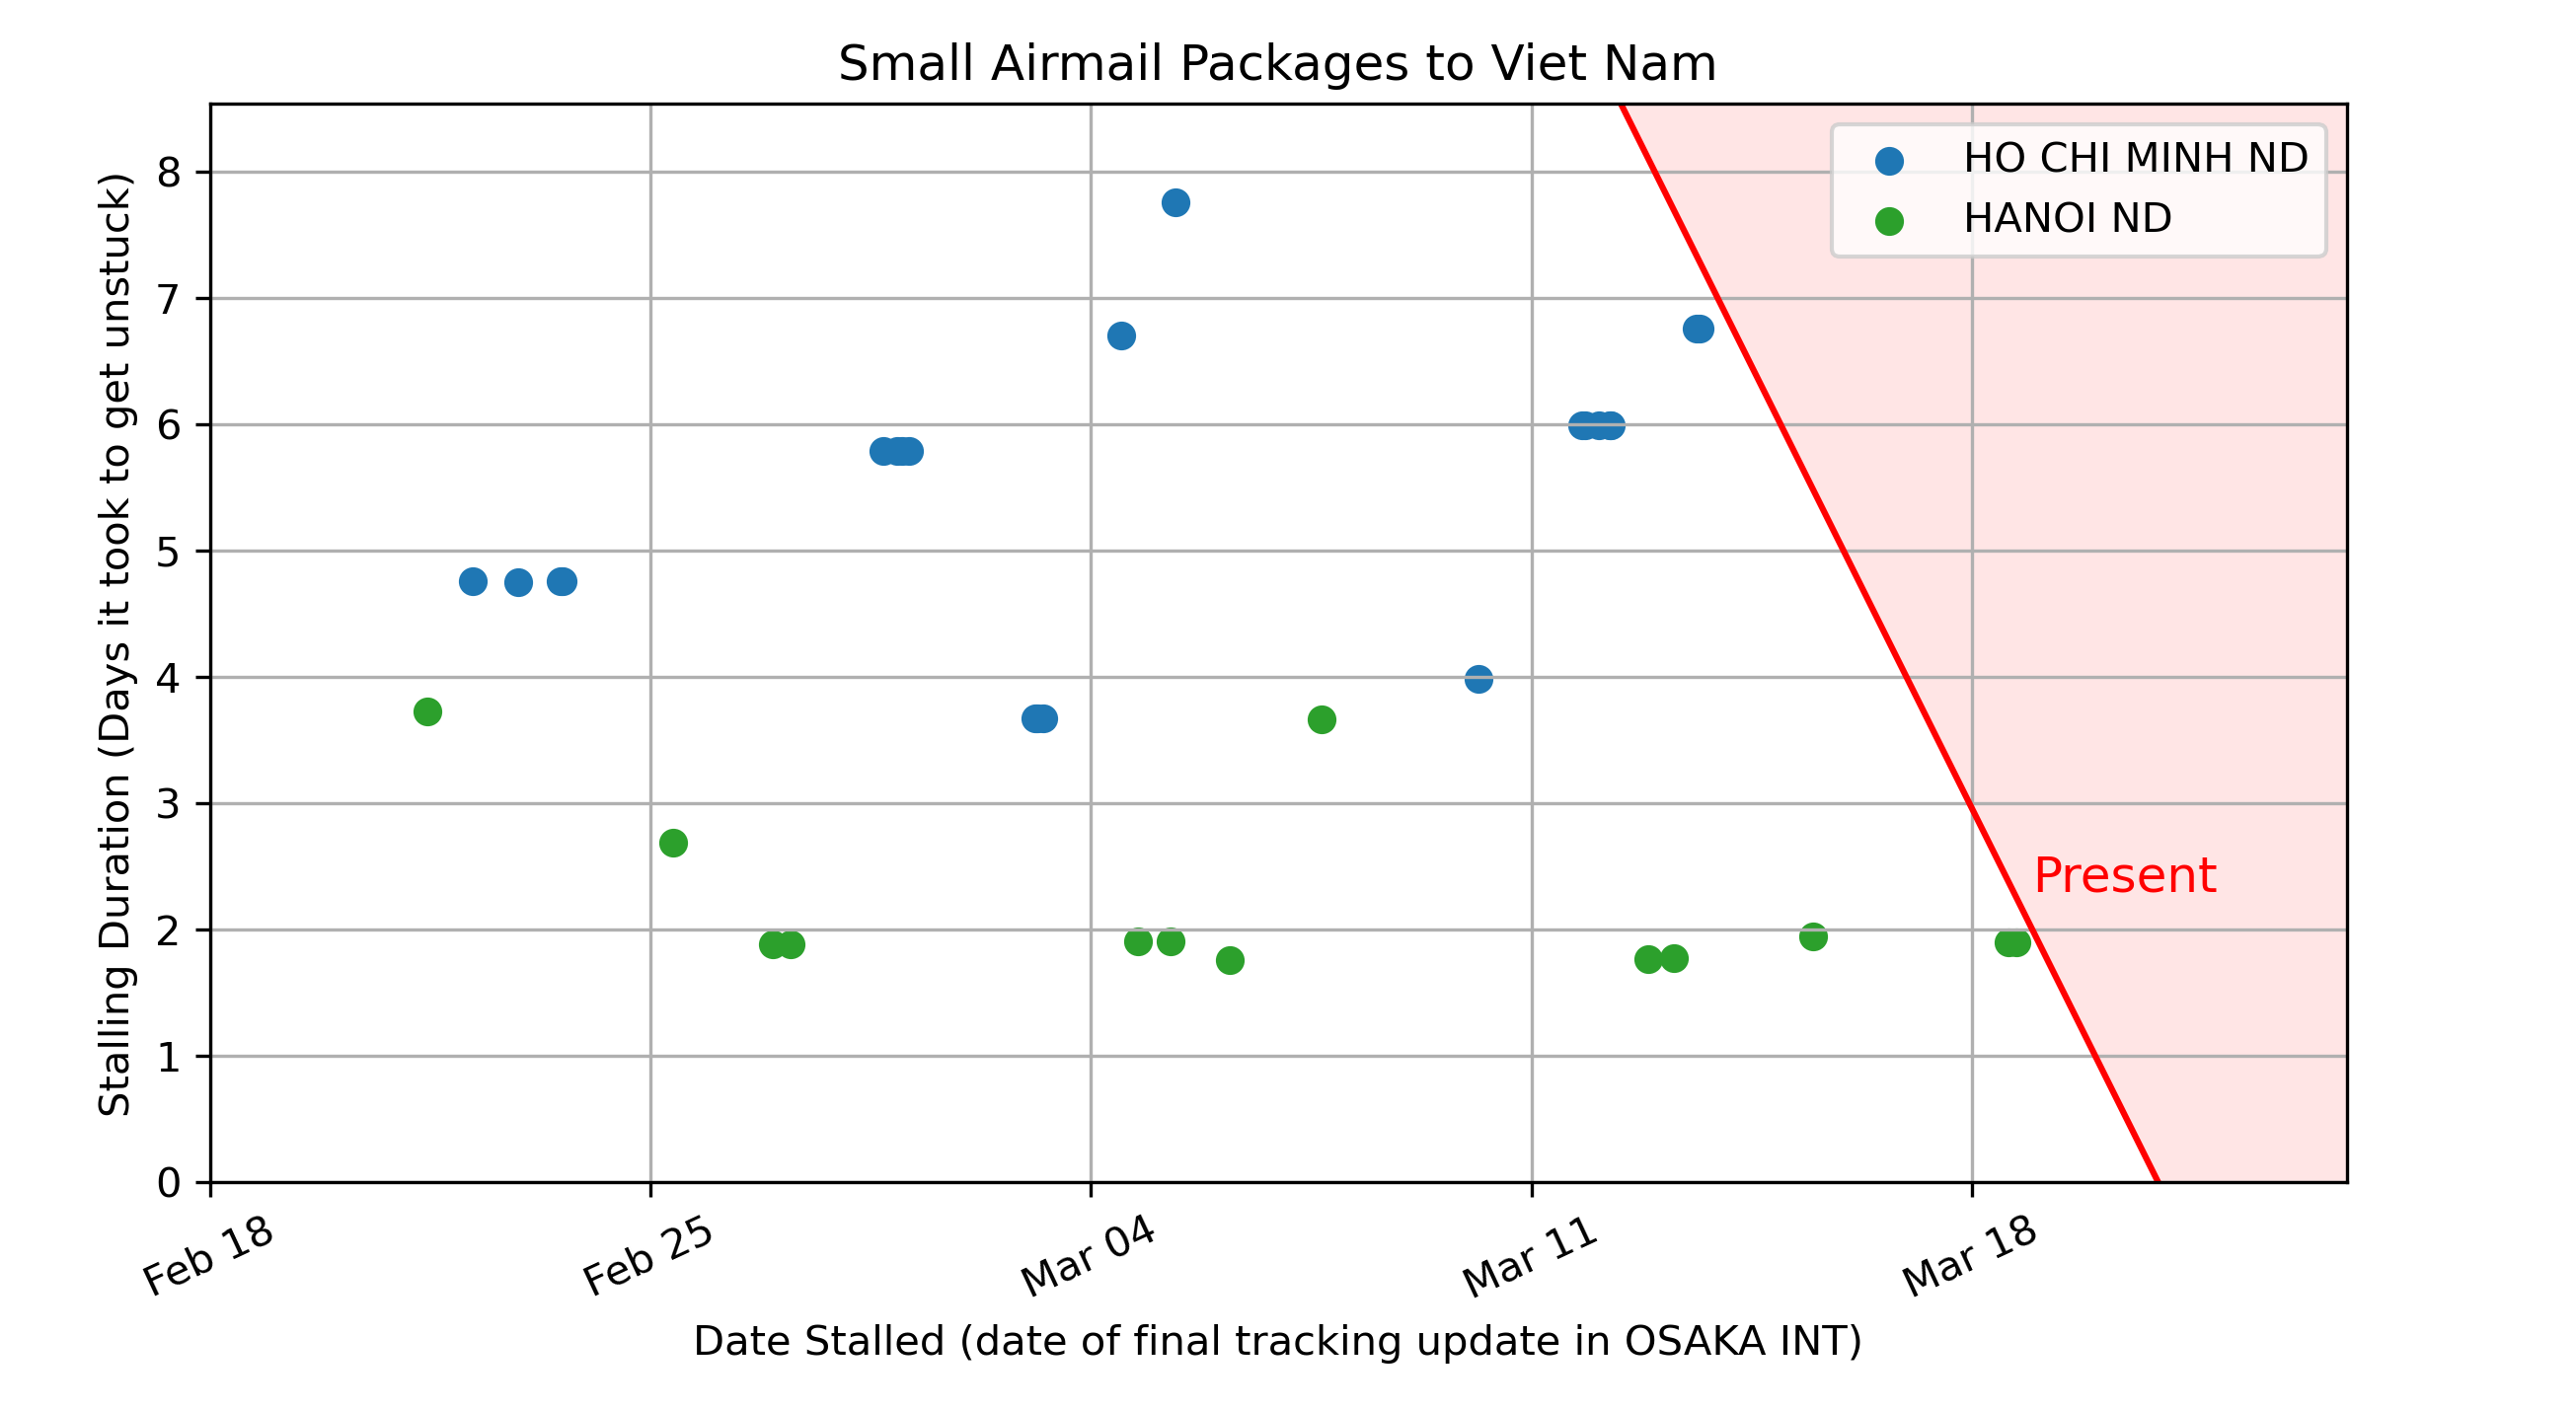 Small Airmail Packages to Viet Nam
Stalling Duration (Days it took to get unstuck)
8
7
6
5
4
3
2
1
0
HO CHI MINH ND
HANOI ND
Present
Feb 18
Feb 25
Mar 04
Mar 11
Mar 18
Date Stalled (date of final tracking update in OSAKA INT)